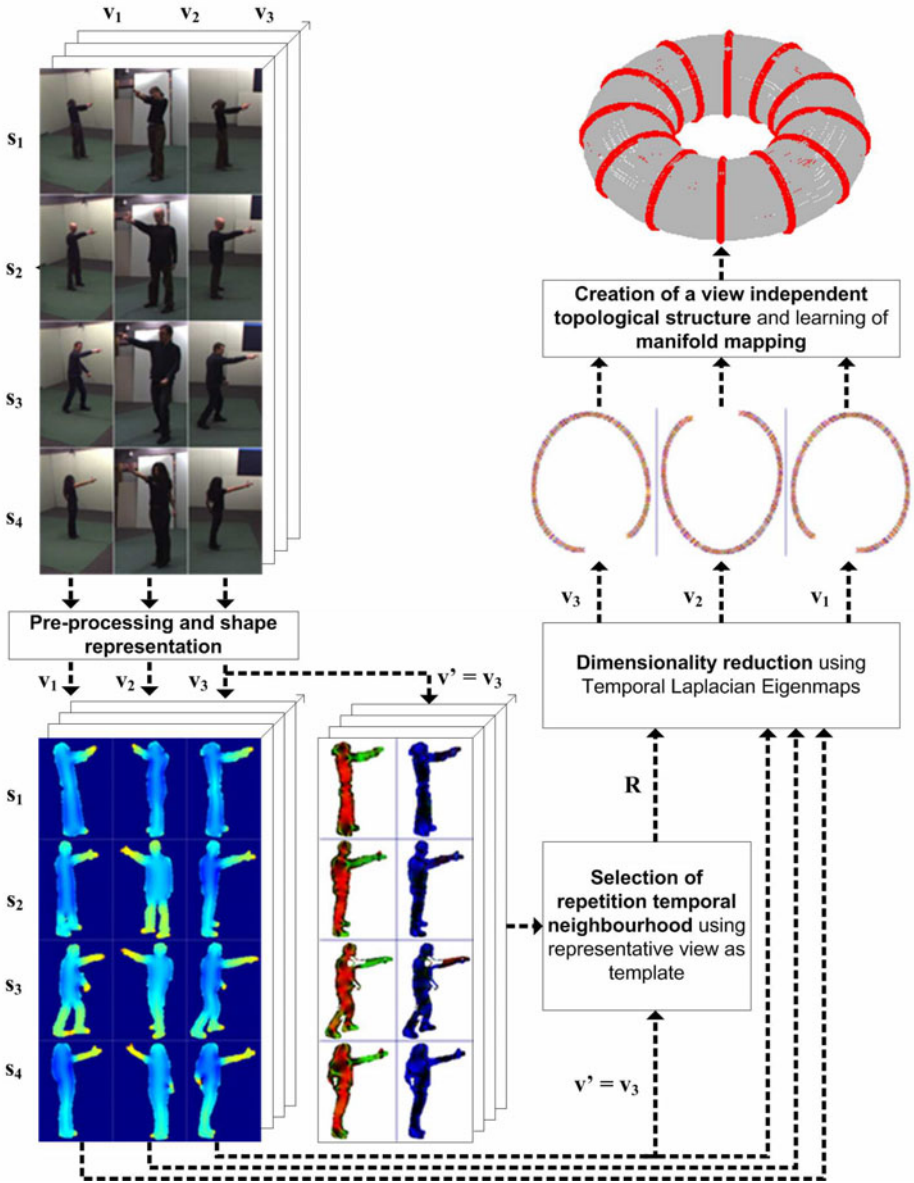 v₁ v₂ v₃
s₁
s₂
s₃
s₄
Pre-processing and shape
representation
v₁ v₂ v₃
v' = v₃
s₁
s₂
s₃
s₄
Creation of a view independent
topological structure and learning of
manifold mapping
v₃ v₂ v₁
Dimensionality reduction using
Temporal Laplacian Eigenmaps
R
Selection of
repetition temporal
neighbourhood using
representative view as
template
v' = v₃